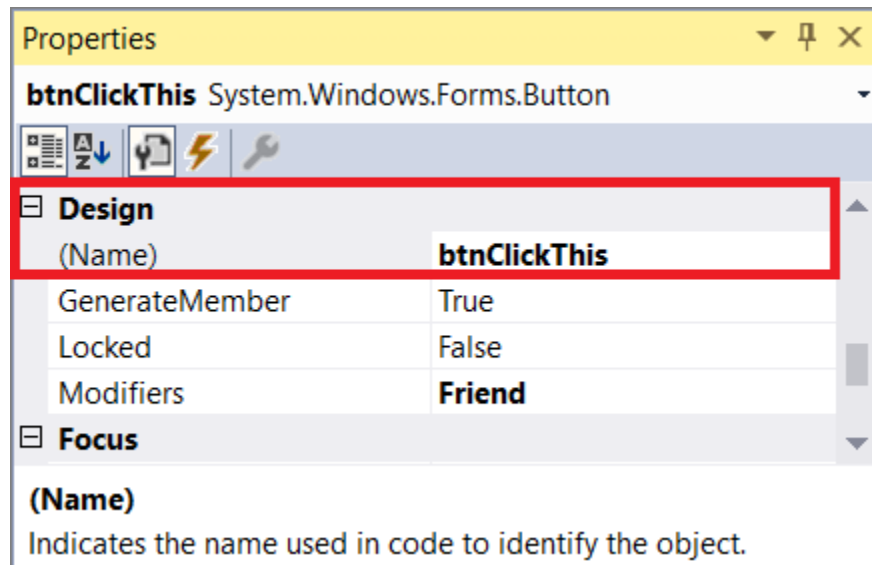 Properties
btnClickThis System.Windows.Forms.Button
Design
(Name) btnClickThis
GenerateMember True
Locked False
Modifiers Friend
Focus
(Name)
Indicates the name used in code to identify the object.